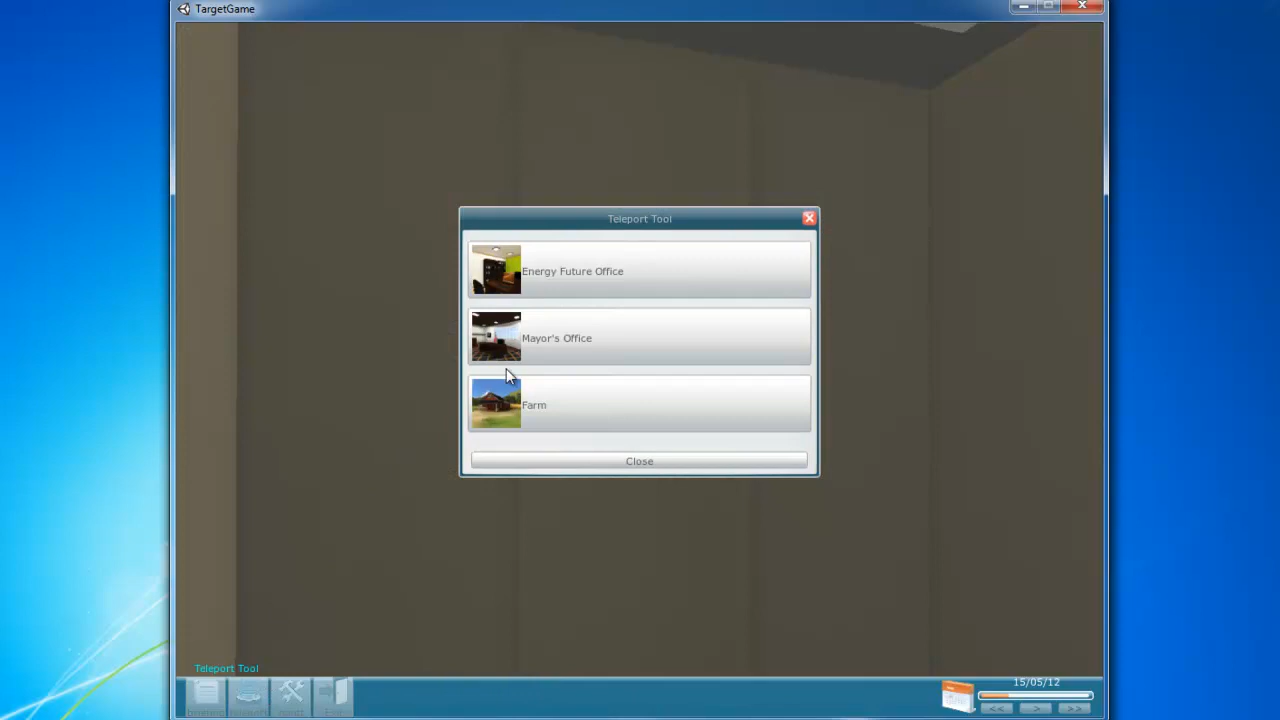 TargetGame
Teleport Tool
Energy Future Office
Mayor's Office
Farm
Close
Teleport Tool
15/05/12
<< > >>